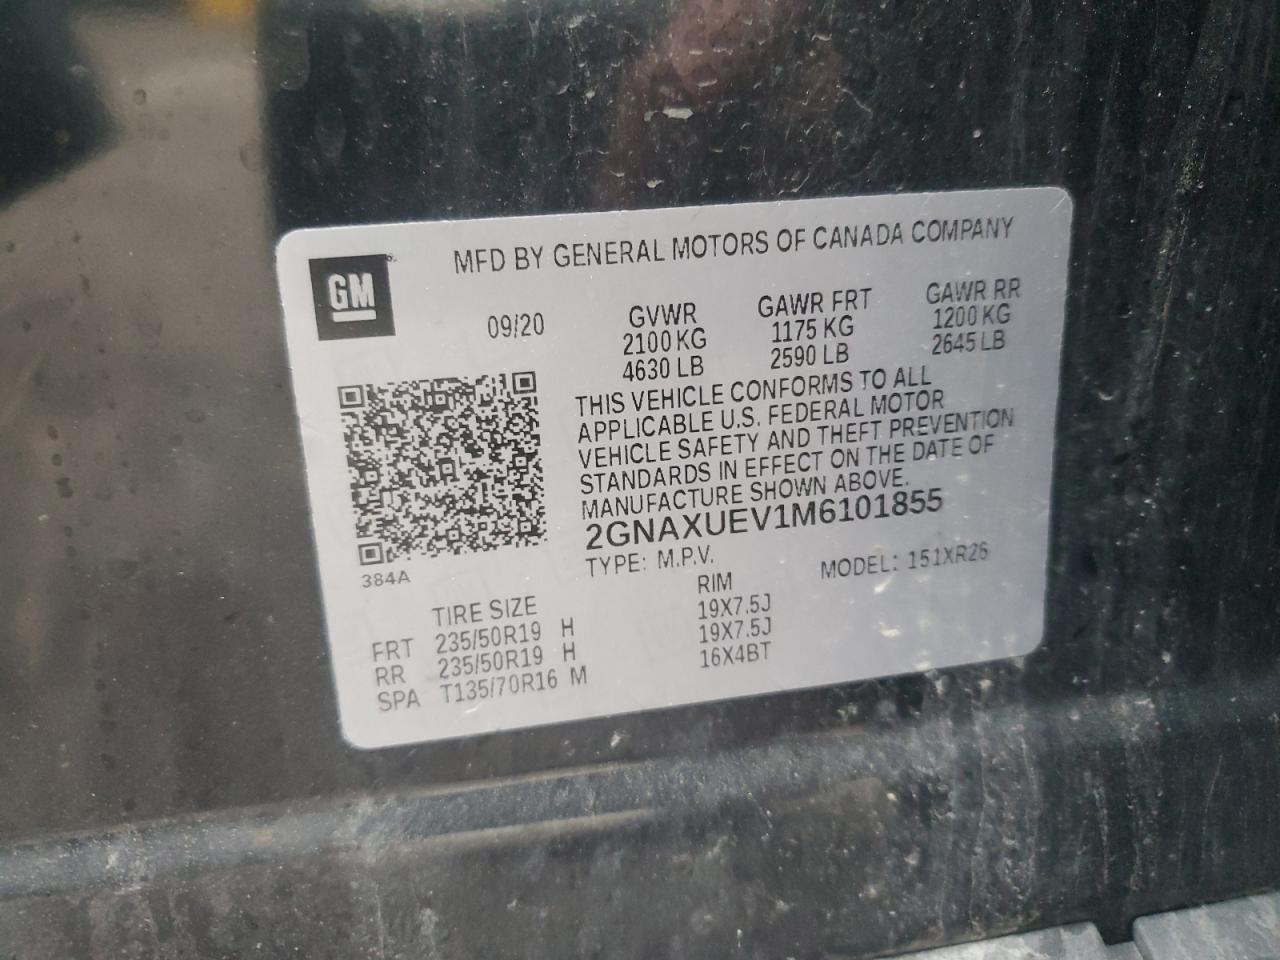 GM
MFD BY GENERAL MOTORS OF CANADA COMPANY
09/20
GVWR GAWR FRT GAWR RR
2100 KG 1175 KG 1200 KG
4630 LB 2590 LB 2645 LB
THIS VEHICLE CONFORMS TO ALL
APPLICABLE U.S. FEDERAL MOTOR
VEHICLE SAFETY AND THEFT PREVENTION
STANDARDS IN EFFECT ON THE DATE OF
MANUFACTURE SHOWN ABOVE.
2GNAXUEV1M6101855
TYPE: M.P.V. MODEL: 151XR26
384A
TIRE SIZE RIM
FRT 235/50R19 H 19X7.5J
RR 235/50R19 H 19X7.5J
SPA T135/70R16 M 16X4BT